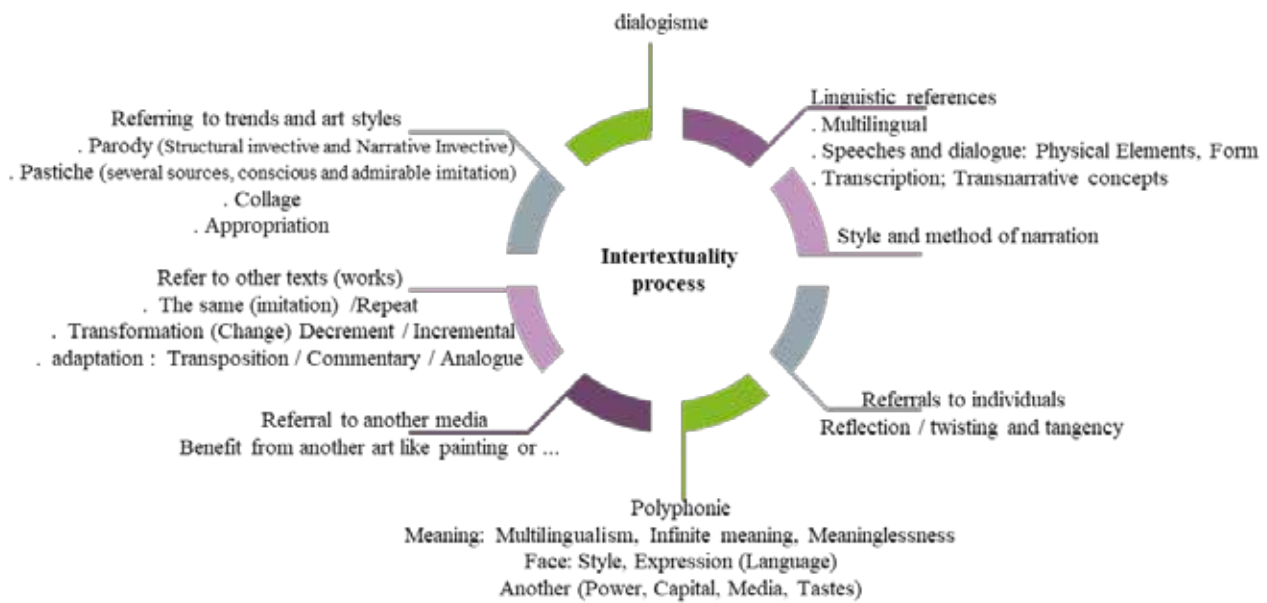 dialogisme
Linguistic references
. Multilingual
. Speeches and dialogue: Physical Elements, Form
. Transcription; Transnarrative concepts
Style and method of narration
Referrals to individuals
Reflection / twisting and tangency
Polyphonie
Meaning: Multilingualism, Infinite meaning, Meaninglessness
Face: Style, Expression (Language)
Another (Power, Capital, Media, Tastes)
Referral to another media
Benefit from another art like painting or ...
Refer to other texts (works)
. The same (imitation) /Repeat
. Transformation (Change) Decrement / Incremental
. adaptation : Transposition / Commentary / Analogue
Referring to trends and art styles
. Parody (Structural invective and Narrative Invective)
. Pastiche (several sources, conscious and admirable imitation)
. Collage
. Appropriation
Intertextuality
process